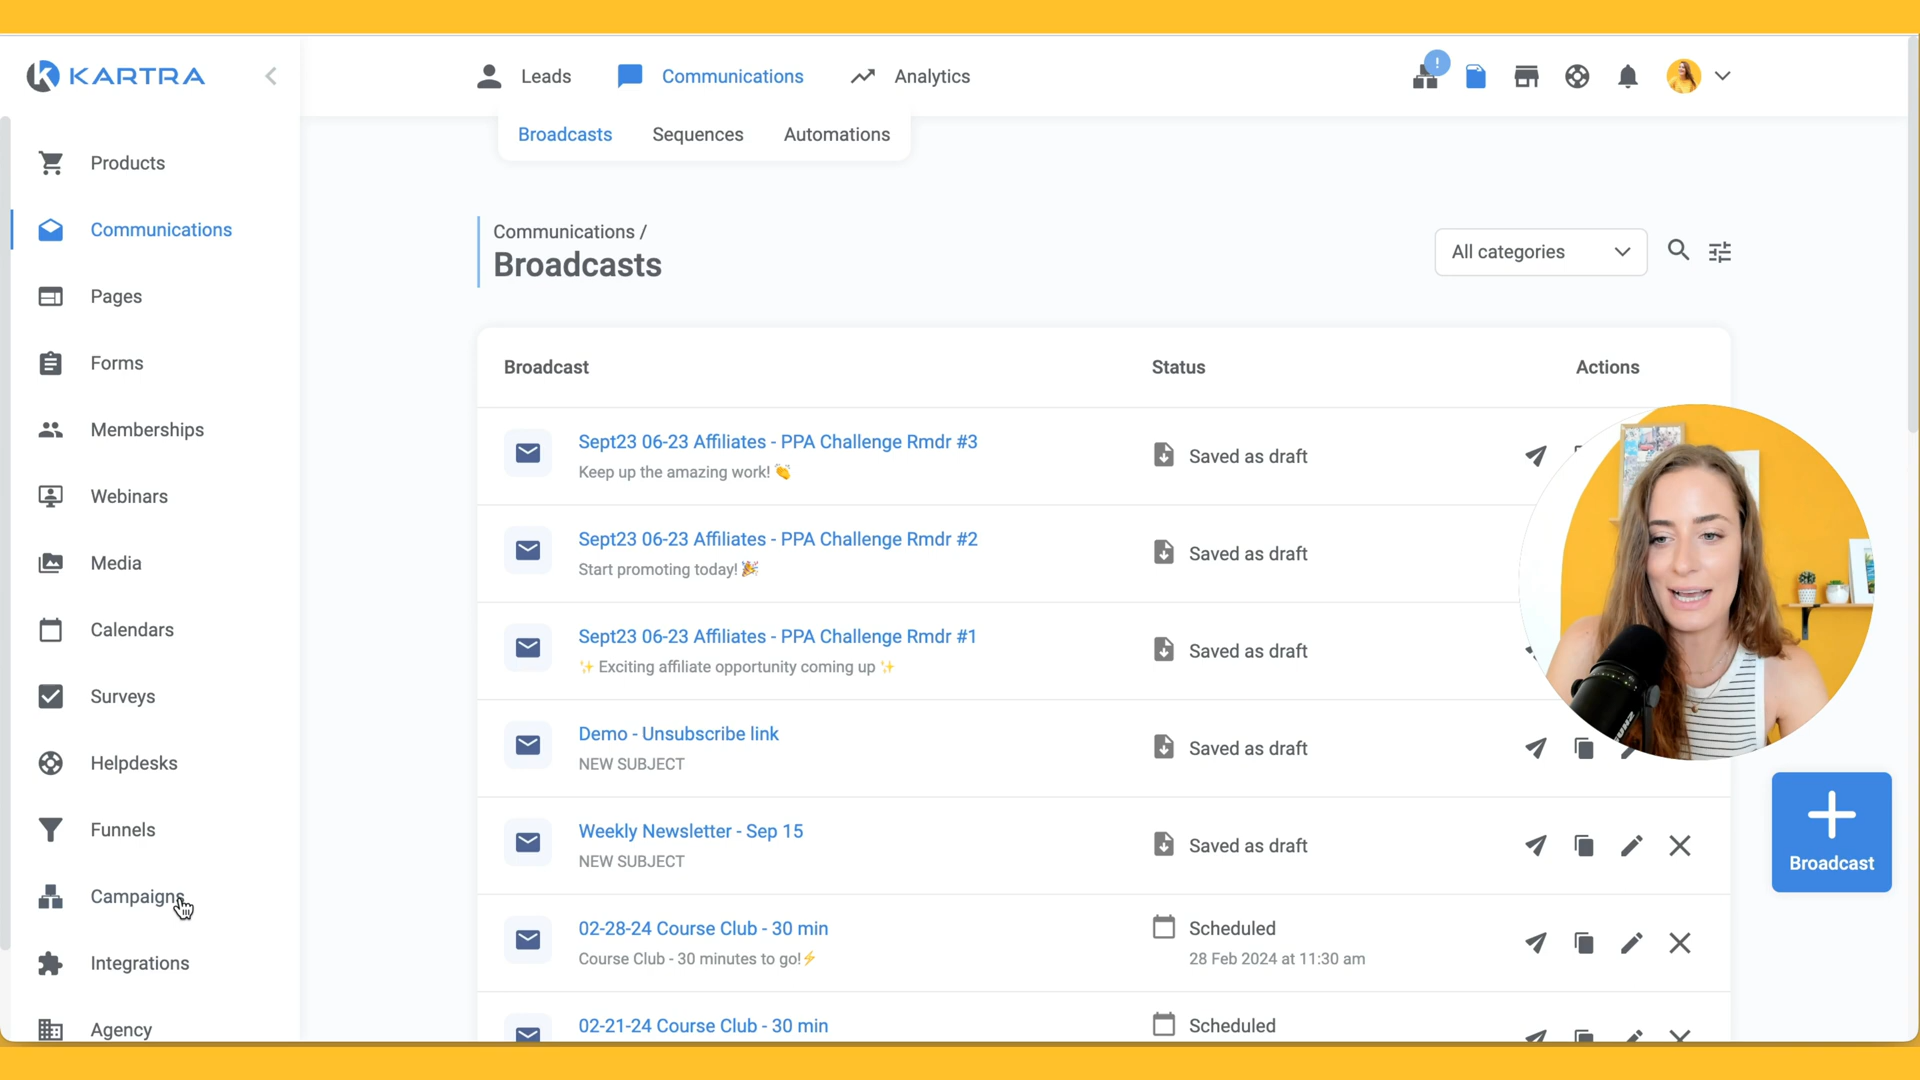 KARTRA
Leads
Communications
Analytics
!
Broadcasts
Sequences
Automations
Products
Communications
Pages
Forms
Memberships
Webinars
Media
Calendars
Surveys
Helpdesks
Funnels
Campaigns
Integrations
Agency
Communications /
Broadcasts
All categories
Broadcast Status Actions
Sept23 06-23 Affiliates - PPA Challenge Rmdr #3
Keep up the amazing work! 👏
Saved as draft
Sept23 06-23 Affiliates - PPA Challenge Rmdr #2
Start promoting today! 🎉
Saved as draft
Sept23 06-23 Affiliates - PPA Challenge Rmdr #1
✨ Exciting affiliate opportunity coming up ✨
Saved as draft
Demo - Unsubscribe link
NEW SUBJECT
Saved as draft
Weekly Newsletter - Sep 15
NEW SUBJECT
Saved as draft
02-28-24 Course Club - 30 min
Course Club - 30 minutes to go!⚡
Scheduled
28 Feb 2024 at 11:30 am
02-21-24 Course Club - 30 min
Scheduled
Broadcast